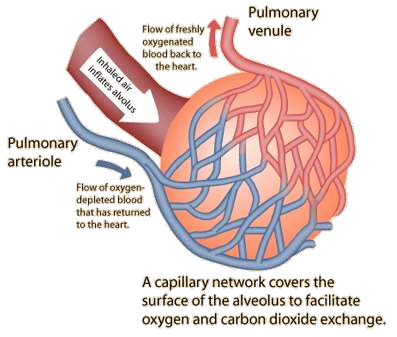 Pulmonary
venule
Flow of freshly
oxygenated
blood back to
the heart.
Inhaled air
inflates alvolus
Pulmonary
arteriole
Flow of oxygen-
depleted blood
that has returned
to the heart.
A capillary network covers the
surface of the alveolus to facilitate
oxygen and carbon dioxide exchange.